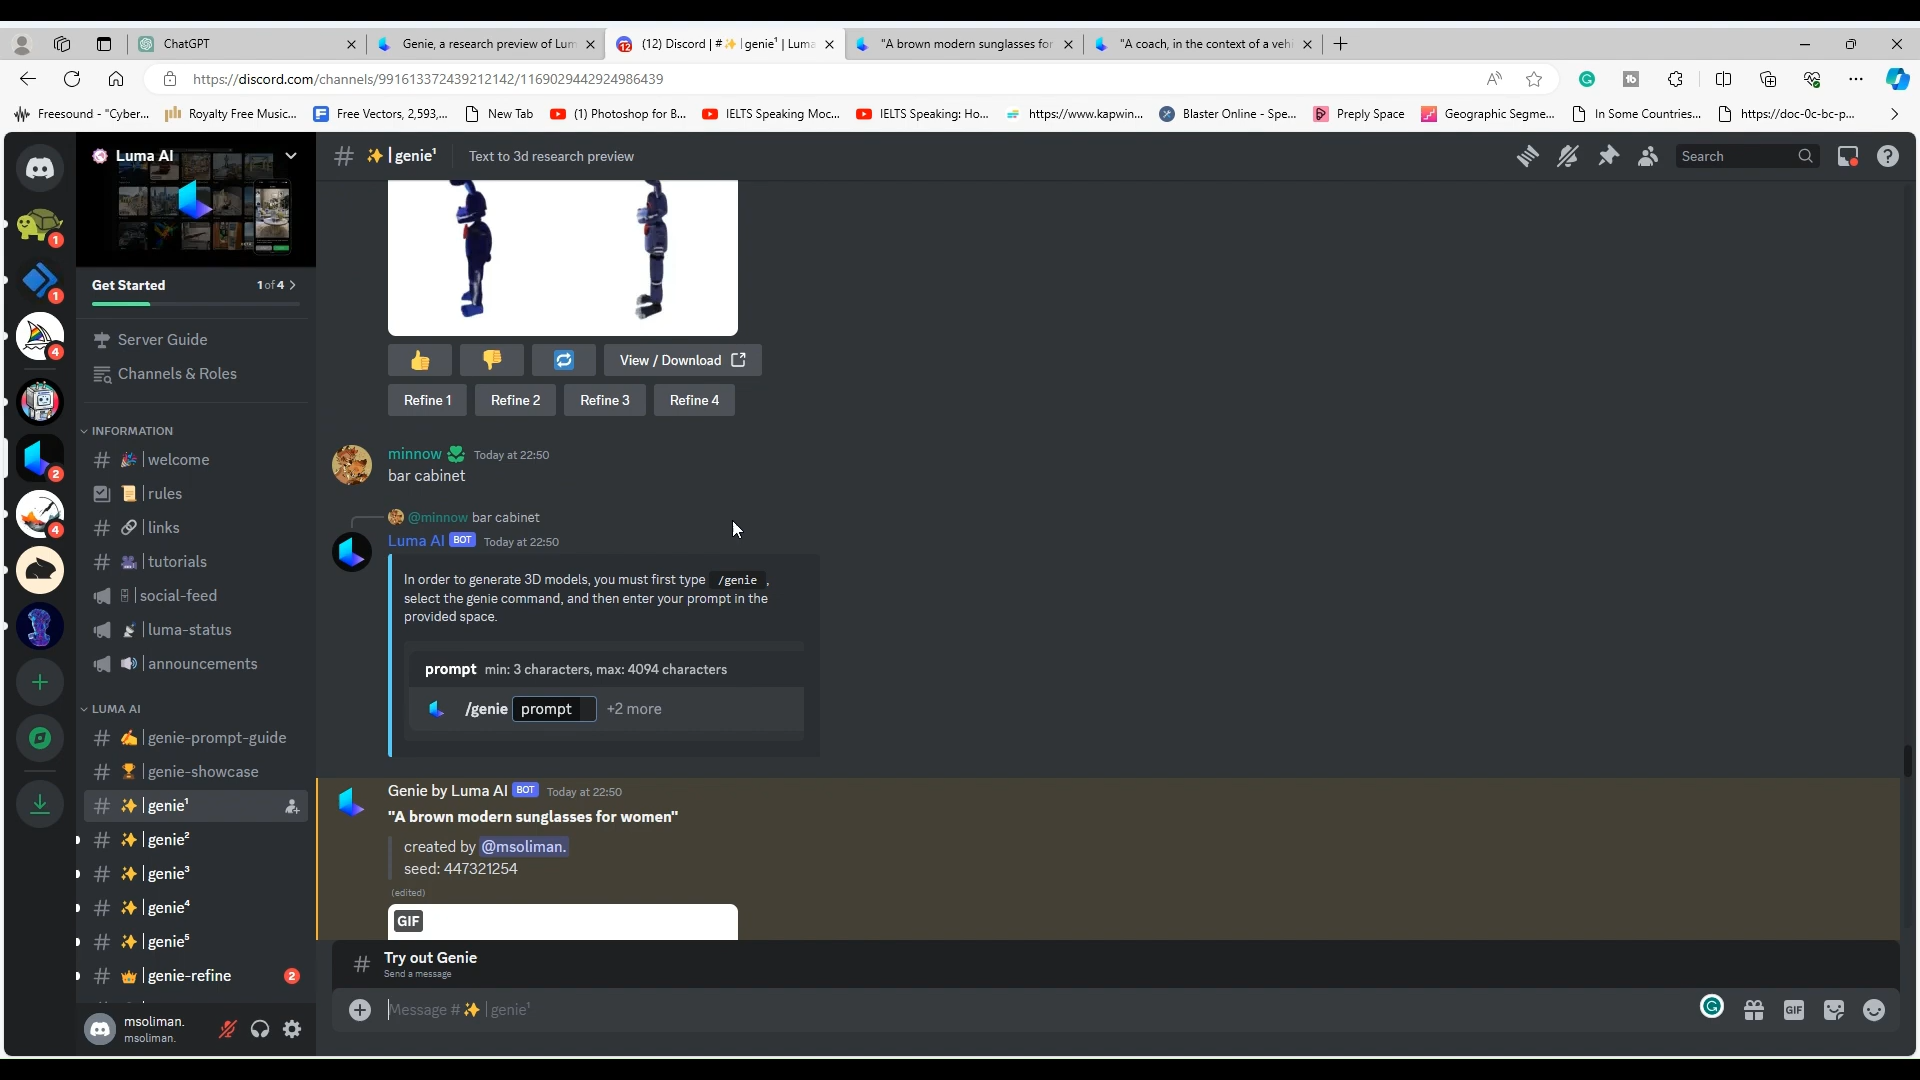 ChatGPT
Genie, a research preview of Lum
(12) Discord | #✨ | genie¹ | Luma
"A brown modern sunglasses for
"A coach, in the context of a vehi
https://discord.com/channels/991613372439212142/1169029442924986439
Freesound - "Cyber...
Royalty Free Music...
Free Vectors, 2,593,...
New Tab
(1) Photoshop for B...
IELTS Speaking Moc...
IELTS Speaking: Ho...
https://www.kapwin...
Blaster Online - Spe...
Preply Space
Geographic Segme...
In Some Countries...
https://doc-0c-bc-p...
Luma AI
Get Started
1 of 4
Server Guide
Channels & Roles
INFORMATION
welcome
rules
links
tutorials
social-feed
luma-status
announcements
LUMA AI
genie-prompt-guide
genie-showcase
genie¹
genie²
genie³
genie⁴
genie⁵
genie-refine
2
msoliman.
msoliman.
# ✨ | genie¹
Text to 3d research preview
Search
1
1
4
2
4
View / Download
Refine 1
Refine 2
Refine 3
Refine 4
minnow Today at 22:50
bar cabinet
@minnow bar cabinet
Luma AI BOT Today at 22:50
In order to generate 3D models, you must first type /genie ,
select the genie command, and then enter your prompt in the
provided space.
prompt min: 3 characters, max: 4094 characters
/genie prompt +2 more
Genie by Luma AI BOT Today at 22:50
"A brown modern sunglasses for women"
created by @msoliman.
seed: 447321254
(edited)
GIF
Try out Genie
Send a message
Message #✨ | genie¹
GIF